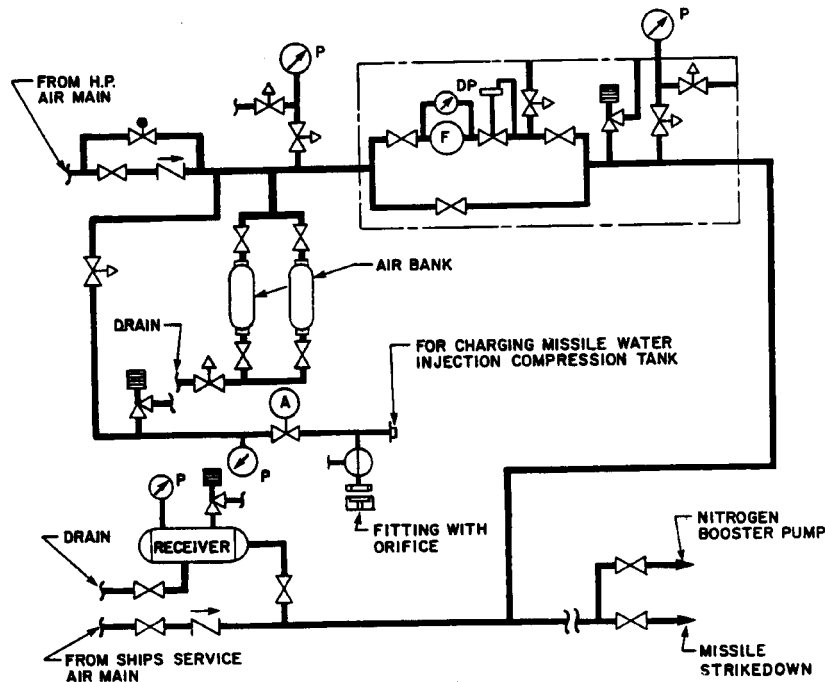 P
P
FROM H.P.
AIR MAIN
DP
F
AIR BANK
DRAIN
FOR CHARGING MISSILE WATER
INJECTION COMPRESSION TANK
A
P
P
FITTING WITH
ORIFICE
RECEIVER
DRAIN
NITROGEN
BOOSTER PUMP
FROM SHIPS SERVICE
AIR MAIN
MISSILE
STRIKEDOWN